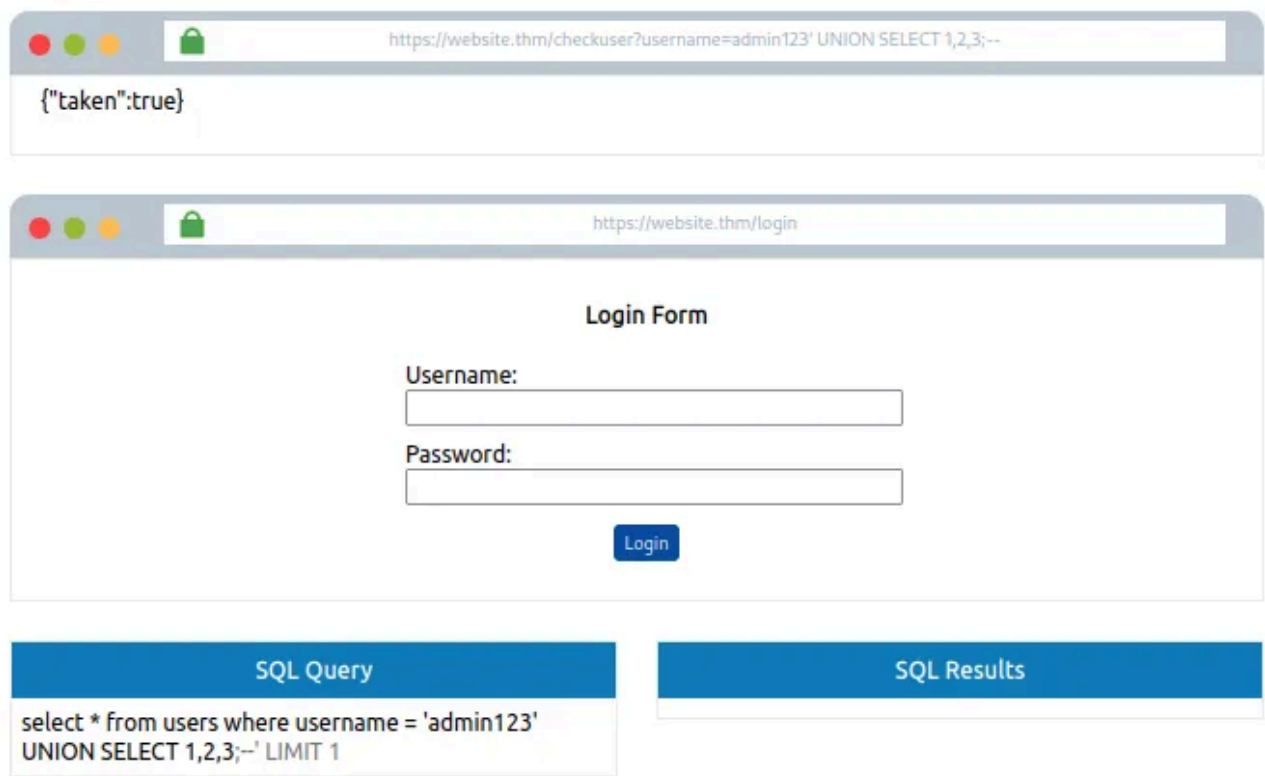 https://website.thm/checkuser?username=admin123' UNION SELECT 1,2,3;--
{"taken":true}
https://website.thm/login
Login Form
Username:
Password:
Login
SQL Query
SQL Results
select * from users where username = 'admin123'
UNION SELECT 1,2,3;--' LIMIT 1